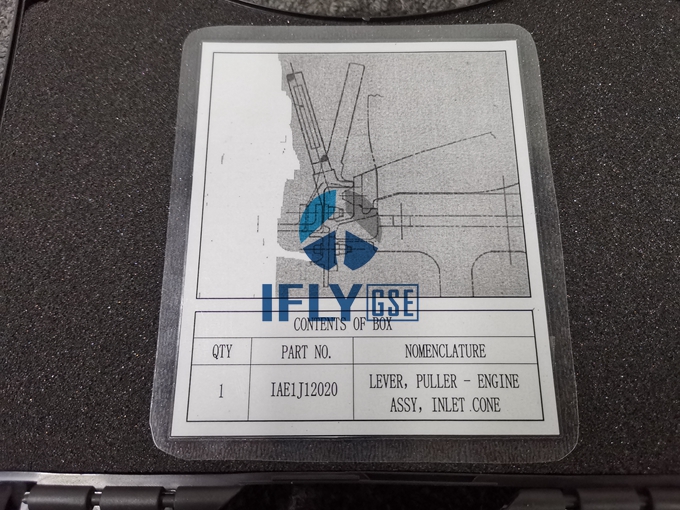 IFLY GSE
CONTENTS OF BOX
QTY PART NO. NOMENCLATURE
1 IAE1J12020 LEVER, PULLER - ENGINE
ASSY, INLET .CONE